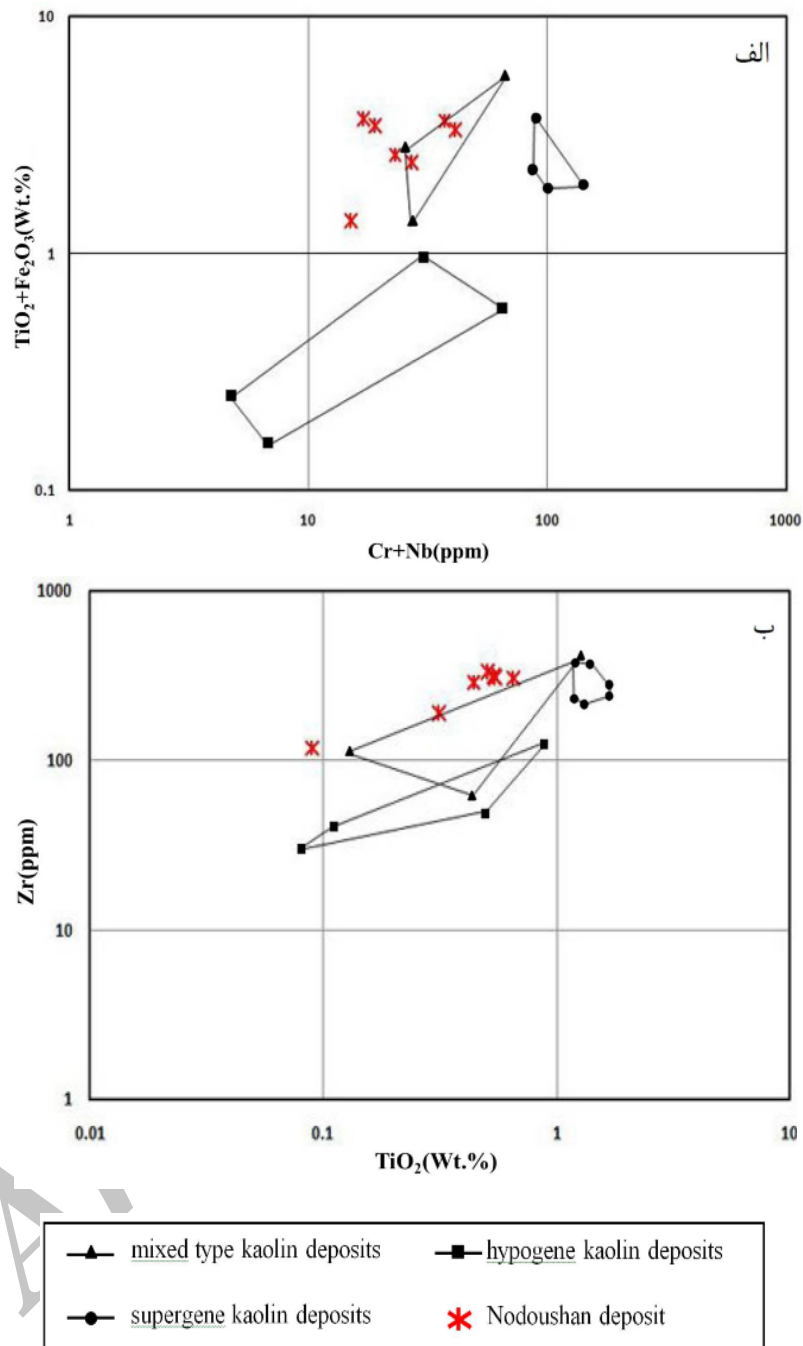 10
الف
TiO₂+Fe₂O₃(Wt.%)
1
0.1
1 10 100 1000
Cr+Nb(ppm)
1000
ب
100
Zr(ppm)
10
1
0.01 0.1 1 10
TiO₂(Wt.%)
mixed type kaolin deposits hypogene kaolin deposits
supergene kaolin deposits Nodoushan deposit